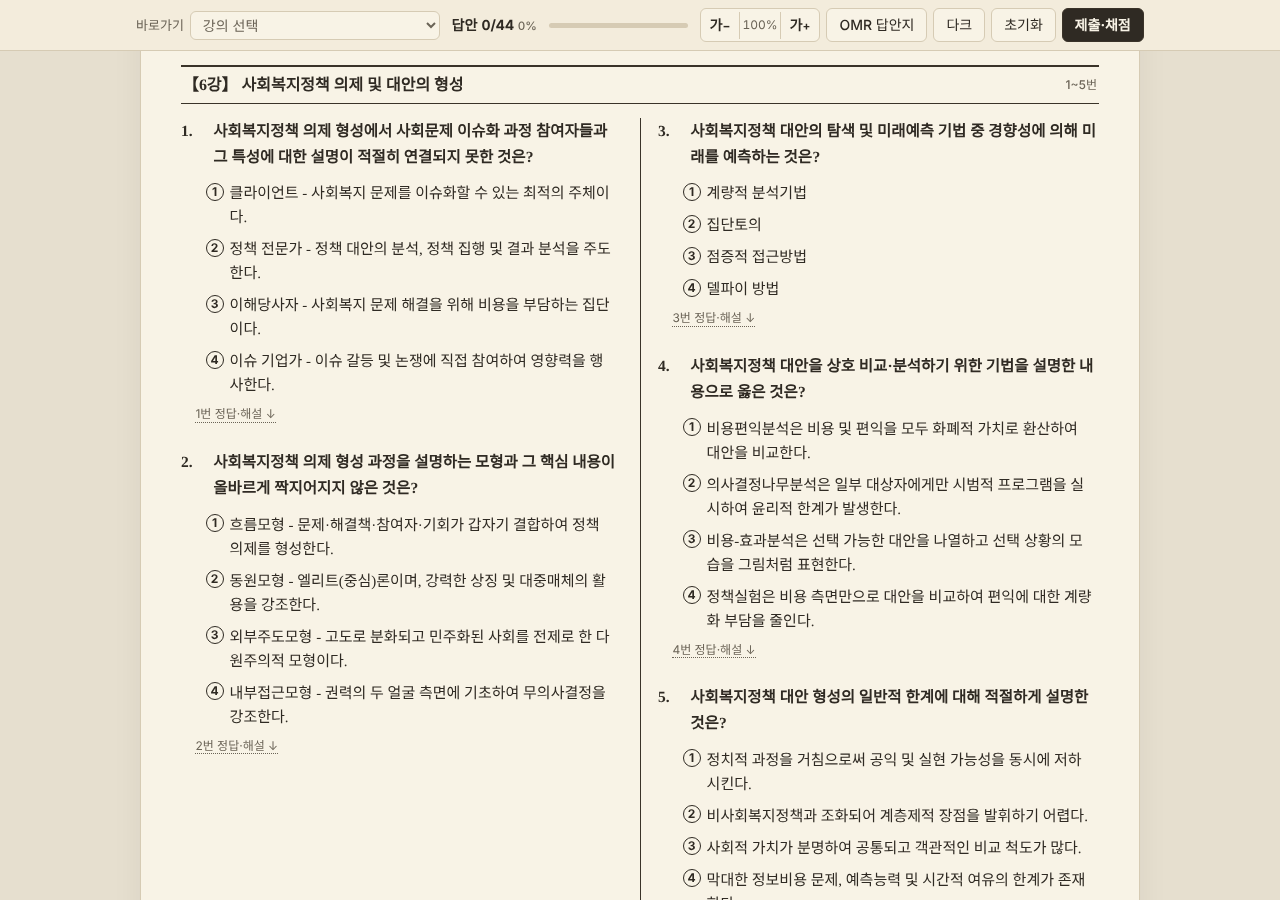 바로가기 강의 선택 답안 0/44 0% 가- 100% 가+ OMR 답안지 다크 초기화 제출·채점
【6강】 사회복지정책 의제 및 대안의 형성 1~5번
1. 사회복지정책 의제 형성에서 사회문제 이슈화 과정 참여자들과
그 특성에 대한 설명이 적절히 연결되지 못한 것은?
① 클라이언트 - 사회복지 문제를 이슈화할 수 있는 최적의 주체이
다.
② 정책 전문가 - 정책 대안의 분석, 정책 집행 및 결과 분석을 주도
한다.
③ 이해당사자 - 사회복지 문제 해결을 위해 비용을 부담하는 집단
이다.
④ 이슈 기업가 - 이슈 갈등 및 논쟁에 직접 참여하여 영향력을 행
사한다.
1번 정답·해설 ↓
2. 사회복지정책 의제 형성 과정을 설명하는 모형과 그 핵심 내용이
올바르게 짝지어지지 않은 것은?
① 흐름모형 - 문제·해결책·참여자·기회가 갑자기 결합하여 정책
의제를 형성한다.
② 동원모형 - 엘리트(중심)론이며, 강력한 상징 및 대중매체의 활
용을 강조한다.
③ 외부주도모형 - 고도로 분화되고 민주화된 사회를 전제로 한 다
원주의적 모형이다.
④ 내부접근모형 - 권력의 두 얼굴 측면에 기초하여 무의사결정을
강조한다.
2번 정답·해설 ↓
3. 사회복지정책 대안의 탐색 및 미래예측 기법 중 경향성에 의해 미
래를 예측하는 것은?
① 계량적 분석기법
② 집단토의
③ 점증적 접근방법
④ 델파이 방법
3번 정답·해설 ↓
4. 사회복지정책 대안을 상호 비교·분석하기 위한 기법을 설명한 내
용으로 옳은 것은?
① 비용편익분석은 비용 및 편익을 모두 화폐적 가치로 환산하여
대안을 비교한다.
② 의사결정나무분석은 일부 대상자에게만 시범적 프로그램을 실
시하여 윤리적 한계가 발생한다.
③ 비용-효과분석은 선택 가능한 대안을 나열하고 선택 상황의 모
습을 그림처럼 표현한다.
④ 정책실험은 비용 측면만으로 대안을 비교하여 편익에 대한 계량
화 부담을 줄인다.
4번 정답·해설 ↓
5. 사회복지정책 대안 형성의 일반적 한계에 대해 적절하게 설명한
것은?
① 정치적 과정을 거침으로써 공익 및 실현 가능성을 동시에 저하
시킨다.
② 비사회복지정책과 조화되어 계층제적 장점을 발휘하기 어렵다.
③ 사회적 가치가 분명하여 공통되고 객관적인 비교 척도가 많다.
④ 막대한 정보비용 문제, 예측능력 및 시간적 여유의 한계가 존재